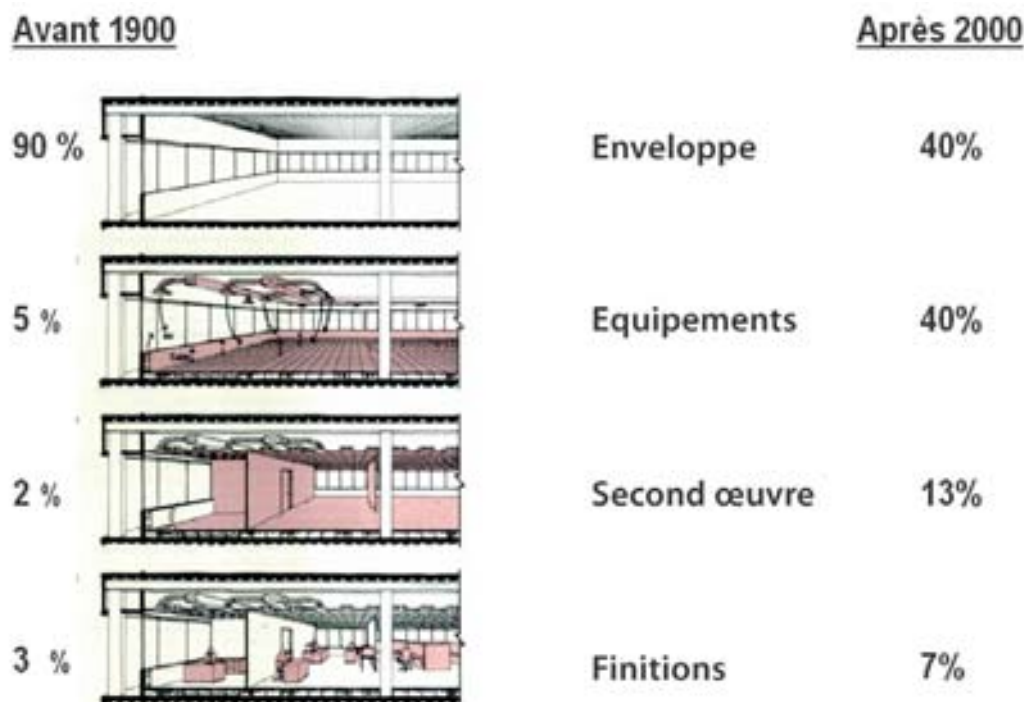 Avant 1900 Après 2000
90 % Enveloppe 40%
5 % Equipements 40%
2 % Second œuvre 13%
3 % Finitions 7%